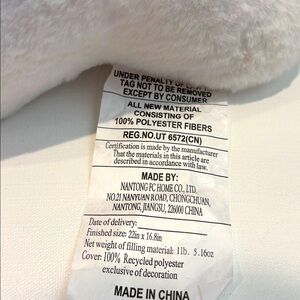 UNDER PENALTY OF
TAG NOT TO BE REMOVED
EXCEPT BY CONSUMER
ALL NEW MATERIAL
CONSISTING OF
100% POLYESTER FIBERS
REG.NO.UT 6572(CN)
Certification is made by the manufacturer
That the materials in this article are
described in accordance with law.
MADE BY:
NANTONG FC HOME CO., LTD.
NO.21 NANYUAN ROAD, CHONGCHUAN,
NANTONG, JIANGSU, 226000 CHINA
Date of delivery:
Finished size: 22in x 16.8in
Net weight of filling material: 1lb. 5.16oz
Cover: 100% Recycled polyester
exclusive of decoration
MADE IN CHINA